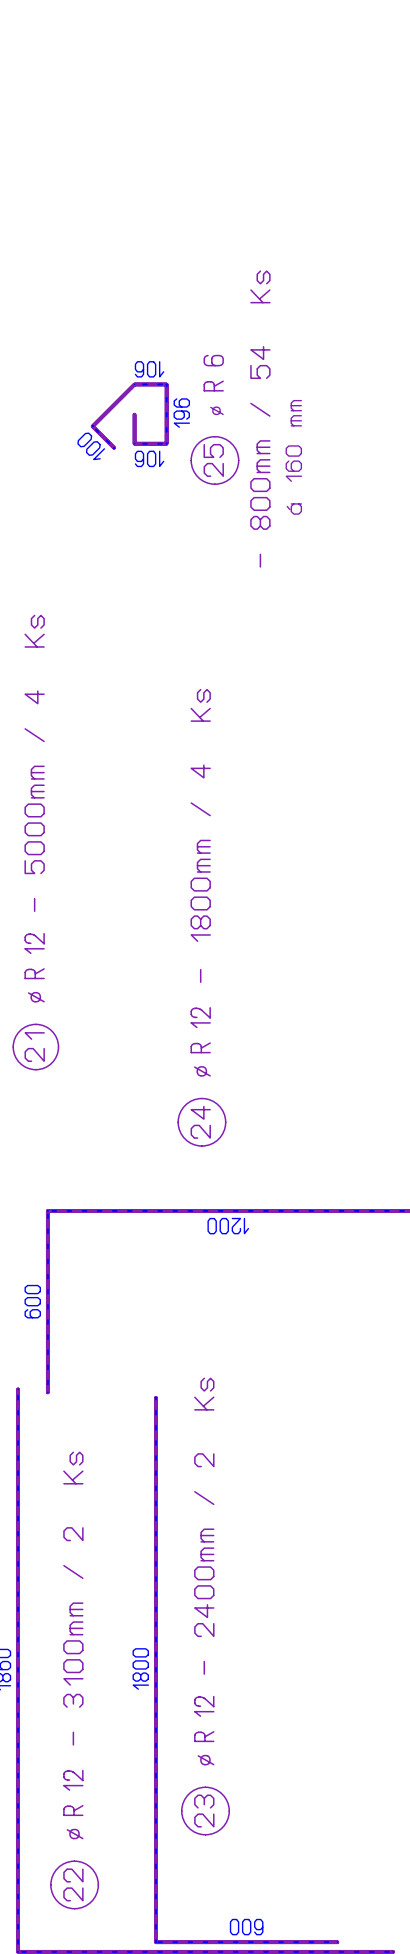 21 ø R 12 - 5000mm / 4 Ks
100
106
106
196
25 ø R 6
- 800mm / 54 Ks
á 160 mm
24 ø R 12 - 1800mm / 4 Ks
600
1200
1860
22 ø R 12 - 3100mm / 2 Ks
1800
23 ø R 12 - 2400mm / 2 Ks
600